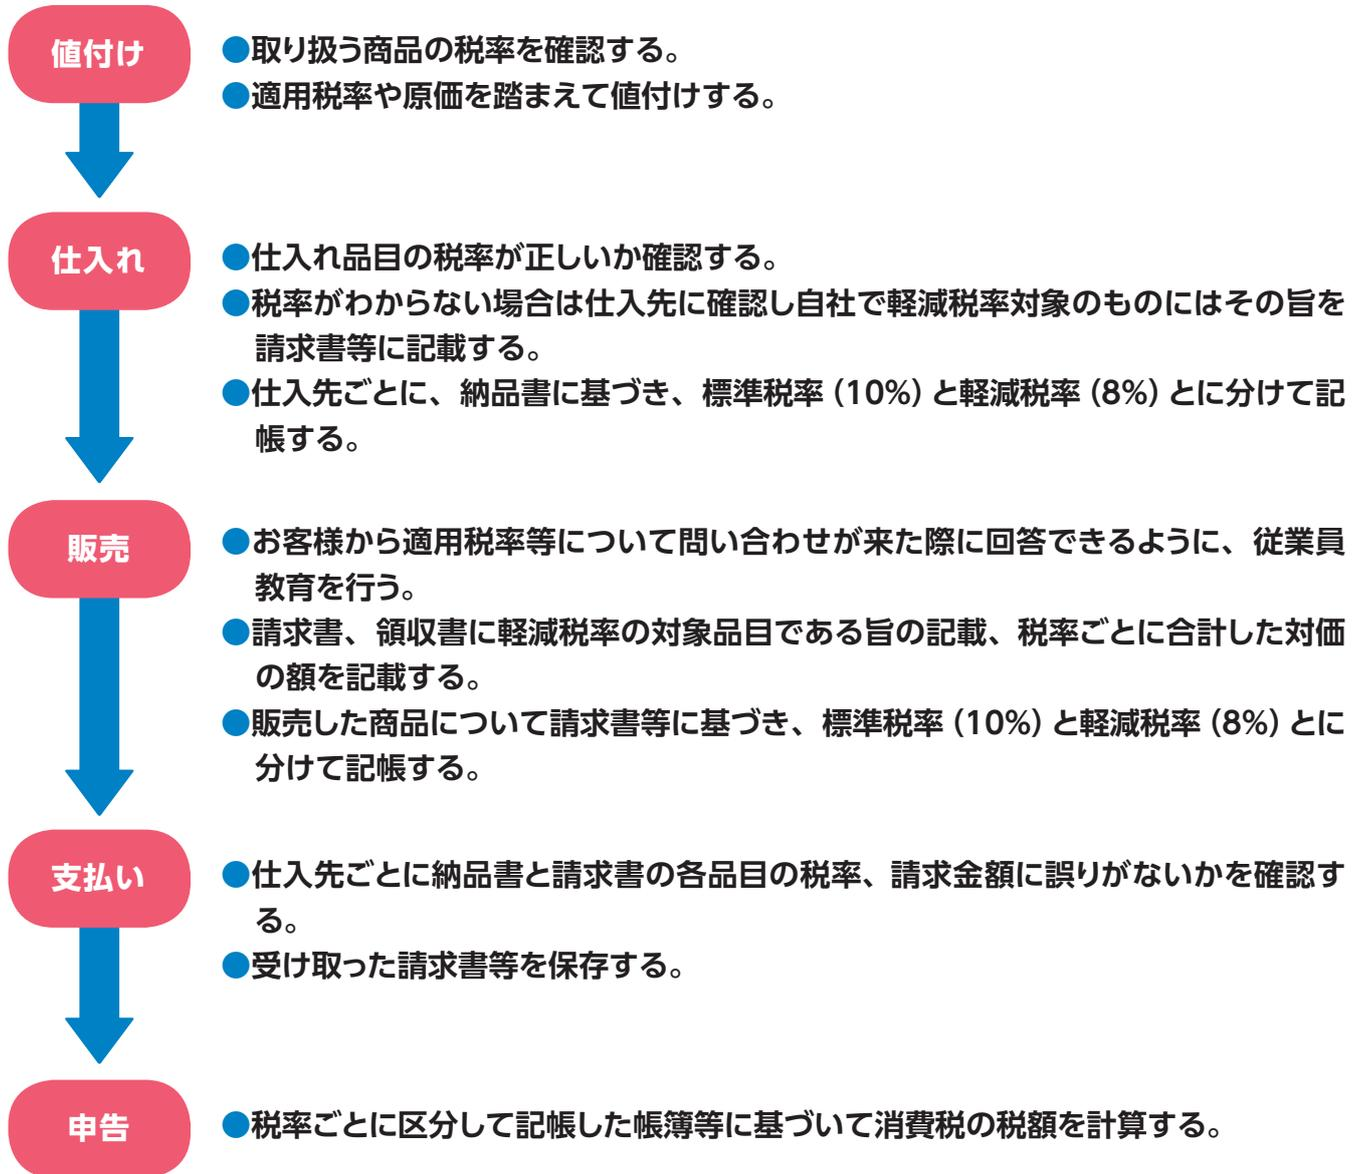 値付け
●取り扱う商品の税率を確認する。
●適用税率や原価を踏まえて値付けする。
仕入れ
●仕入れ品目の税率が正しいか確認する。
●税率がわからない場合は仕入先に確認し自社で軽減税率対象のものにはその旨を
請求書等に記載する。
●仕入先ごとに、納品書に基づき、標準税率（10%）と軽減税率（8%）とに分けて記
帳する。
販売
●お客様から適用税率等について問い合わせが来た際に回答できるように、従業員
教育を行う。
●請求書、領収書に軽減税率の対象品目である旨の記載、税率ごとに合計した対価
の額を記載する。
●販売した商品について請求書等に基づき、標準税率（10%）と軽減税率（8%）とに
分けて記帳する。
支払い
●仕入先ごとに納品書と請求書の各品目の税率、請求金額に誤りがないかを確認す
る。
●受け取った請求書等を保存する。
申告
●税率ごとに区分して記帳した帳簿等に基づいて消費税の税額を計算する。